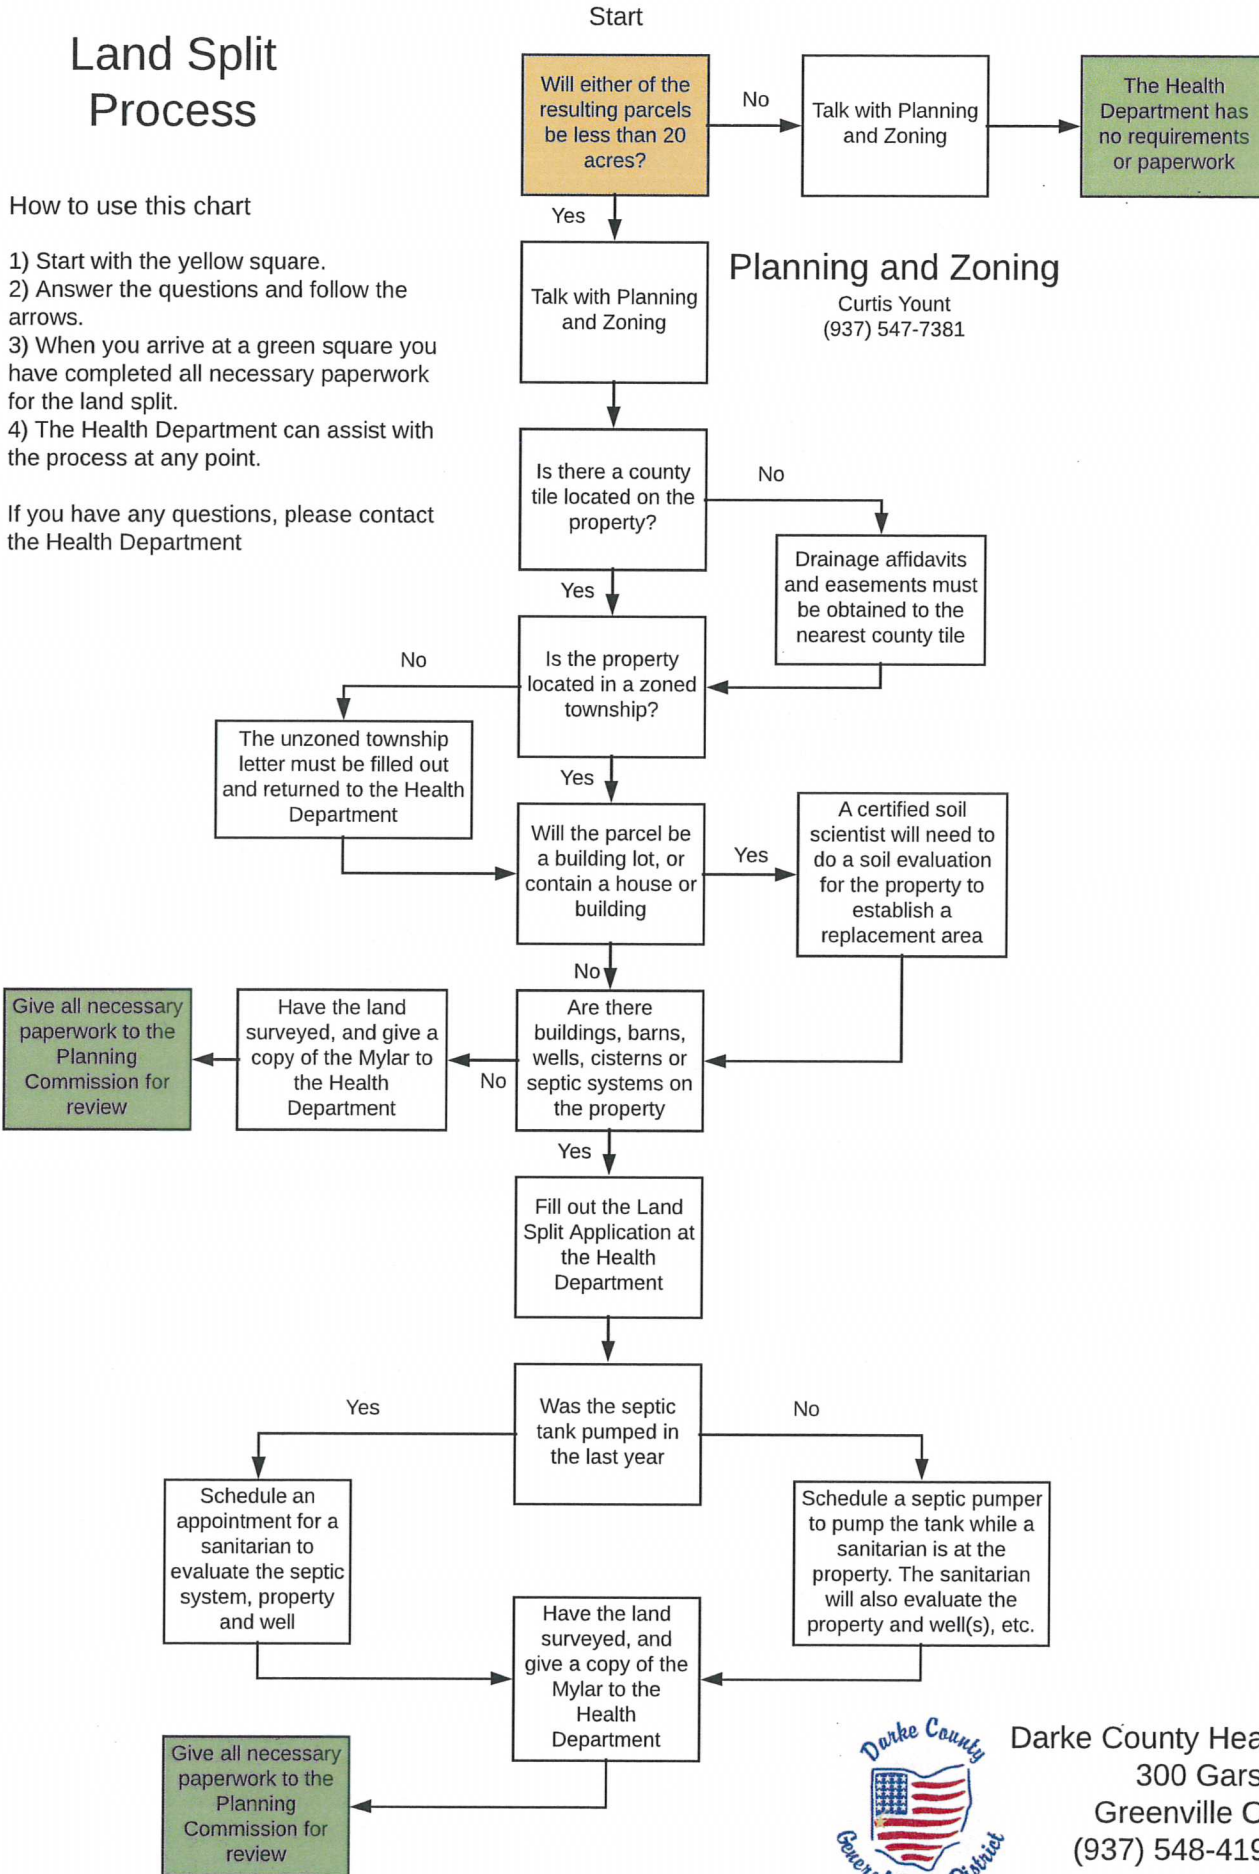 Start
Land Split
Process
Will either of the
resulting parcels
be less than 20
acres?
No
Talk with Planning
and Zoning
The Health
Department has
no requirements
or paperwork
How to use this chart
1) Start with the yellow square.
2) Answer the questions and follow the
arrows.
3) When you arrive at a green square you
have completed all necessary paperwork
for the land split.
4) The Health Department can assist with
the process at any point.
If you have any questions, please contact
the Health Department
Yes
Talk with Planning
and Zoning
Planning and Zoning
Curtis Yount
(937) 547-7381
Is there a county
tile located on the
property?
No
Drainage affidavits
and easements must
be obtained to the
nearest county tile
Yes
Is the property
located in a zoned
township?
No
The unzoned township
letter must be filled out
and returned to the Health
Department
Yes
Will the parcel be
a building lot, or
contain a house or
building
Yes
A certified soil
scientist will need to
do a soil evaluation
for the property to
establish a
replacement area
No
Are there
buildings, barns,
wells, cisterns or
septic systems on
the property
No
Have the land
surveyed, and give a
copy of the Mylar to
the Health
Department
Give all necessary
paperwork to the
Planning
Commission for
review
Yes
Fill out the Land
Split Application at
the Health
Department
Was the septic
tank pumped in
the last year
Yes
No
Schedule an
appointment for a
sanitarian to
evaluate the septic
system, property
and well
Schedule a septic pumper
to pump the tank while a
sanitarian is at the
property. The sanitarian
will also evaluate the
property and well(s), etc.
Have the land
surveyed, and
give a copy of the
Mylar to the
Health
Department
Give all necessary
paperwork to the
Planning
Commission for
review
Darke County
District
Darke County Hea
300 Gars
Greenville
(937) 548-419